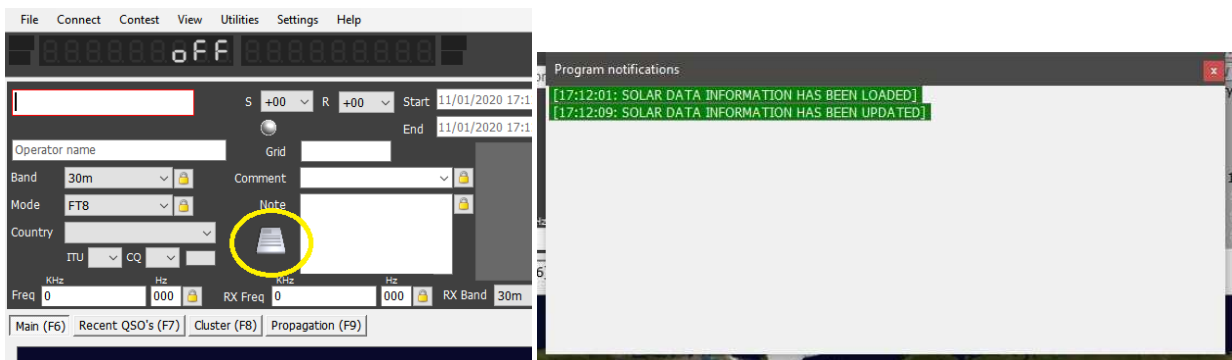 File Connect Contest View Utilities Settings Help
oFF
S +00 R +00 Start 11/01/2020 17:1
End 11/01/2020 17:1
Operator name
Grid
Band 30m Comment
Mode FT8 Note
Country
ITU CQ
KHz Hz KHz Hz
Freq 0 000 RX Freq 0 000 RX Band 30m
Main (F6) Recent QSO's (F7) Cluster (F8) Propagation (F9)
Program notifications x
[17:12:01: SOLAR DATA INFORMATION HAS BEEN LOADED]
[17:12:09: SOLAR DATA INFORMATION HAS BEEN UPDATED]